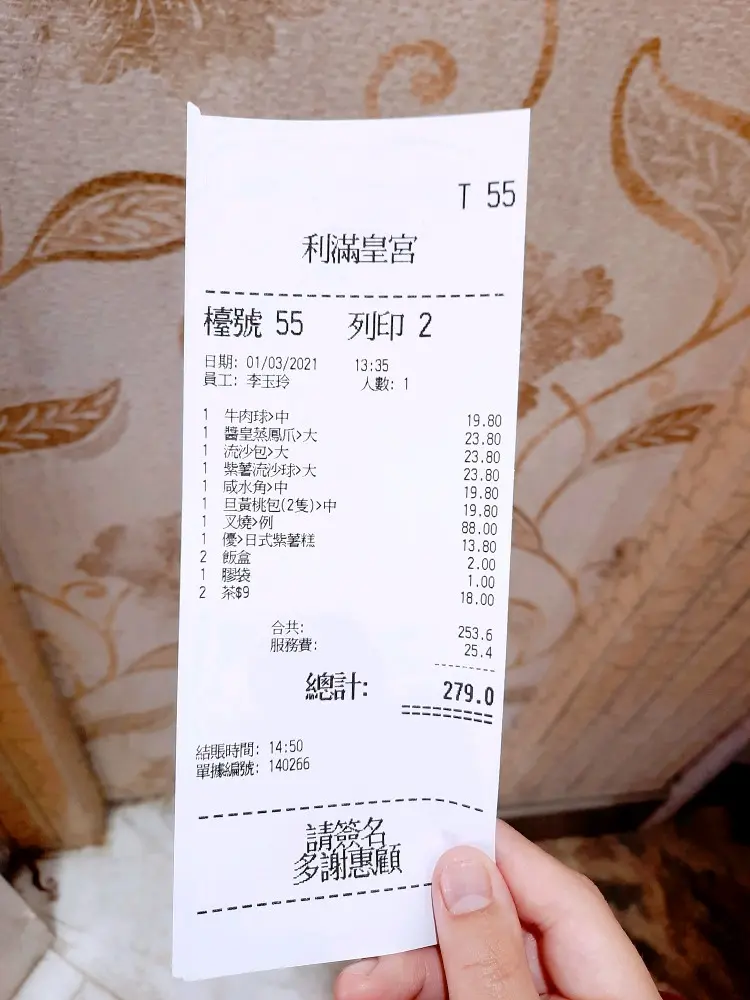 T 55
利滿皇宮
檯號 55 列印 2
日期: 01/03/2021 13:35
員工: 李玉玲 人數: 1
1 牛肉球>中 19.80
1 醬皇蒸鳳爪>大 23.80
1 流沙包>大 23.80
1 紫薯流沙球>大 23.80
1 咸水角>中 19.80
1 旦黃桃包(2隻)>中 19.80
1 叉燒>例 88.00
1 優>日式紫薯糕 13.80
2 飯盒 2.00
1 膠袋 1.00
2 茶$9 18.00
合共: 253.6
服務費: 25.4
總計: 279.0
結賬時間: 14:50
單據編號: 140266
請簽名
多謝惠顧